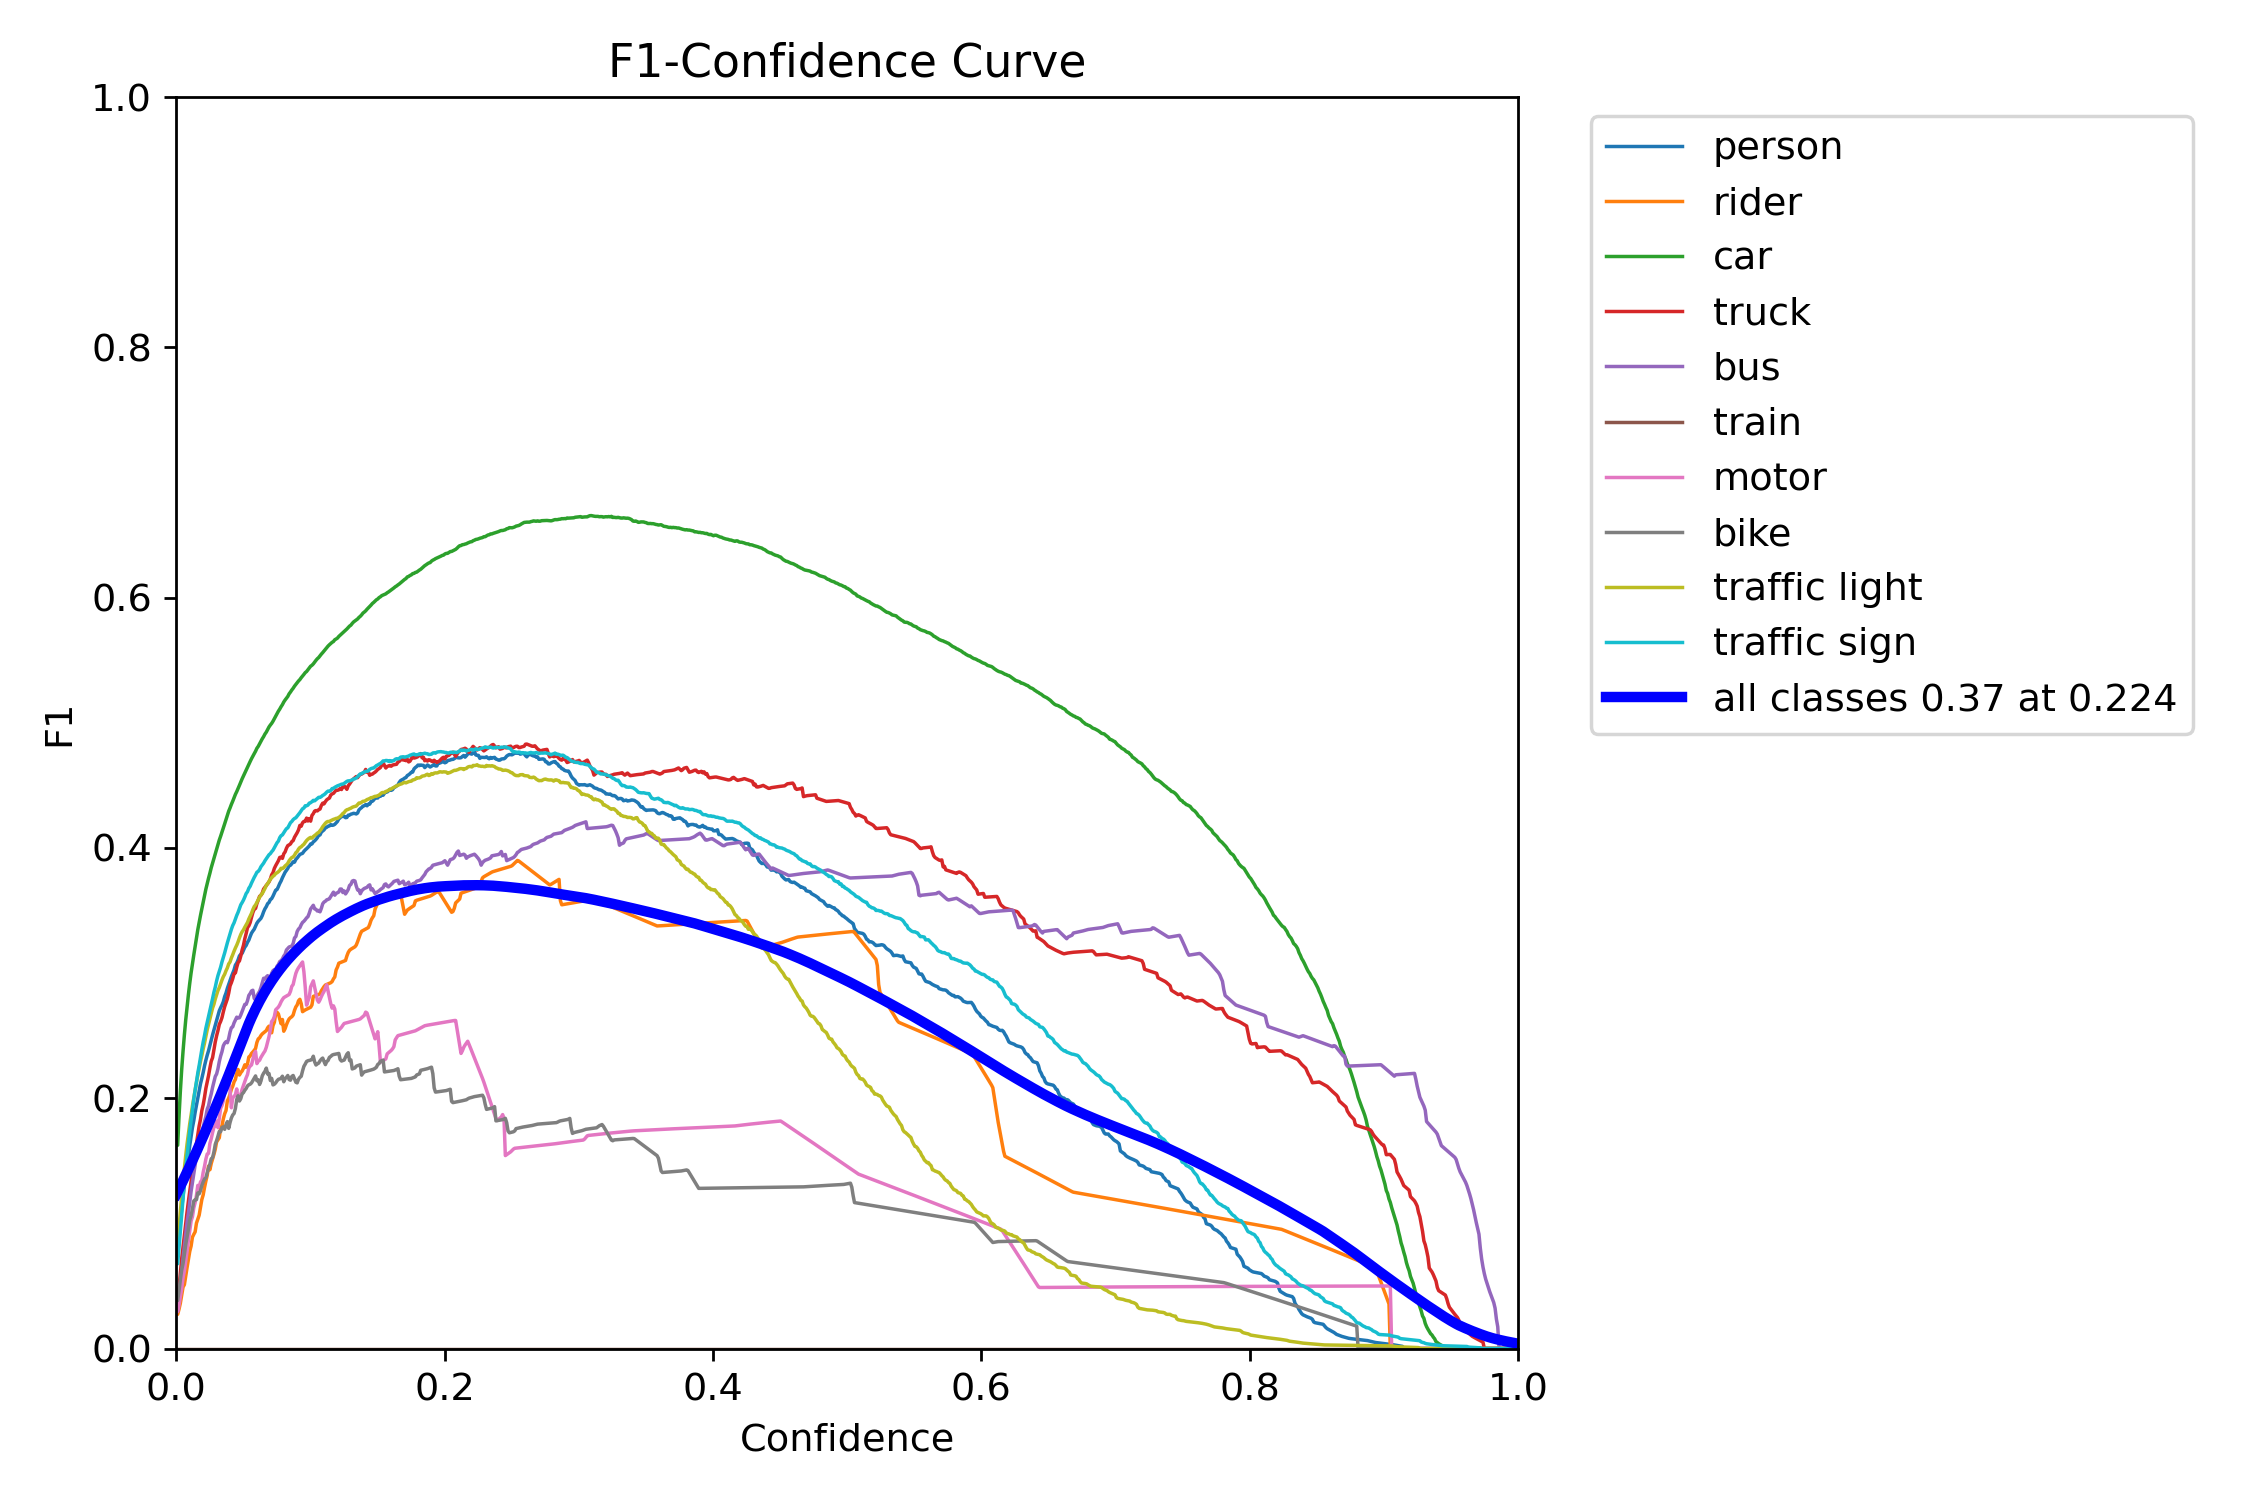 F1-Confidence Curve
1.0
0.8
0.6
0.4
0.2
0.0
F1
0.0 0.2 0.4 0.6 0.8 1.0
Confidence
person
rider
car
truck
bus
train
motor
bike
traffic light
traffic sign
all classes 0.37 at 0.224